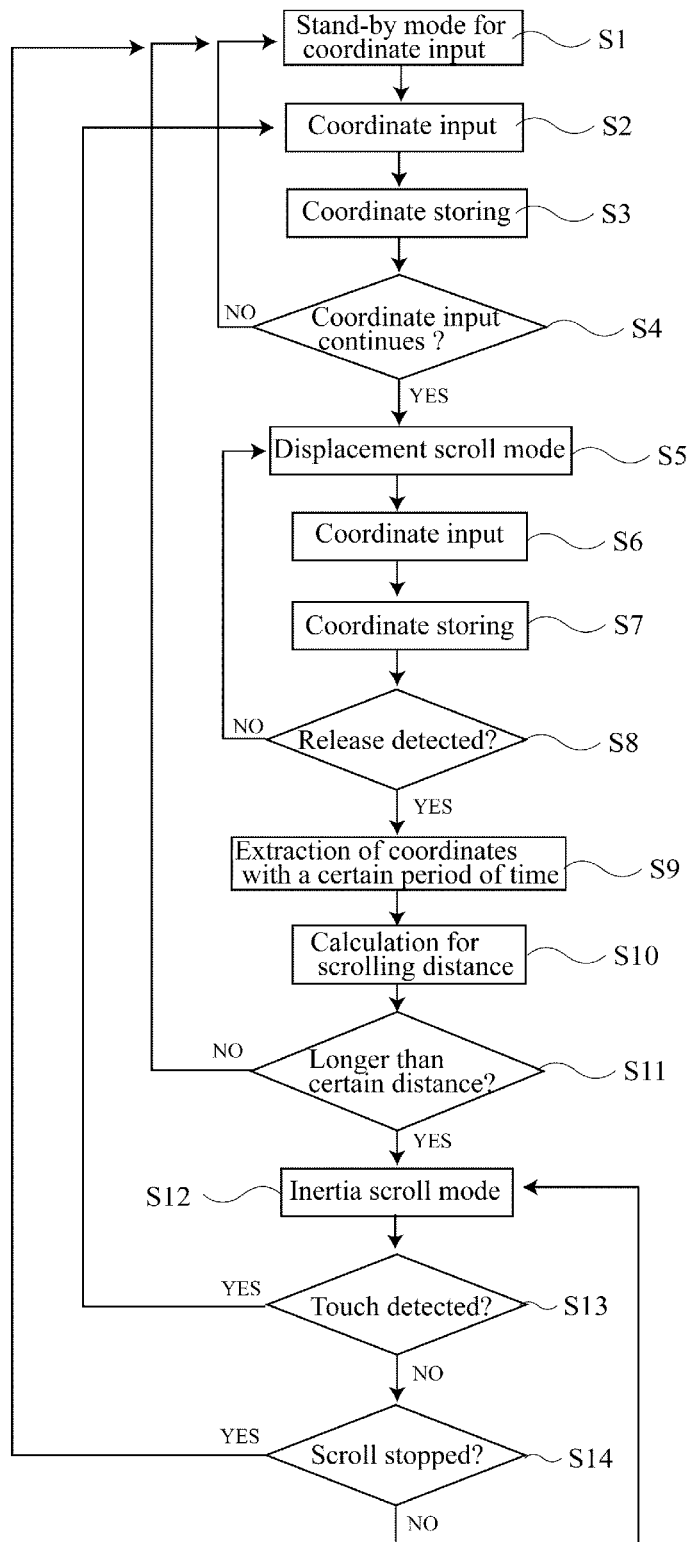 Stand-by mode for
coordinate input
S1
Coordinate input
S2
Coordinate storing
S3
NO
Coordinate input
continues ?
S4
YES
Displacement scroll mode
S5
Coordinate input
S6
Coordinate storing
S7
NO
Release detected?
S8
YES
Extraction of coordinates
with a certain period of time
S9
Calculation for
scrolling distance
S10
NO
Longer than
certain distance?
S11
YES
S12
Inertia scroll mode
YES
Touch detected?
S13
NO
YES
Scroll stopped?
S14
NO